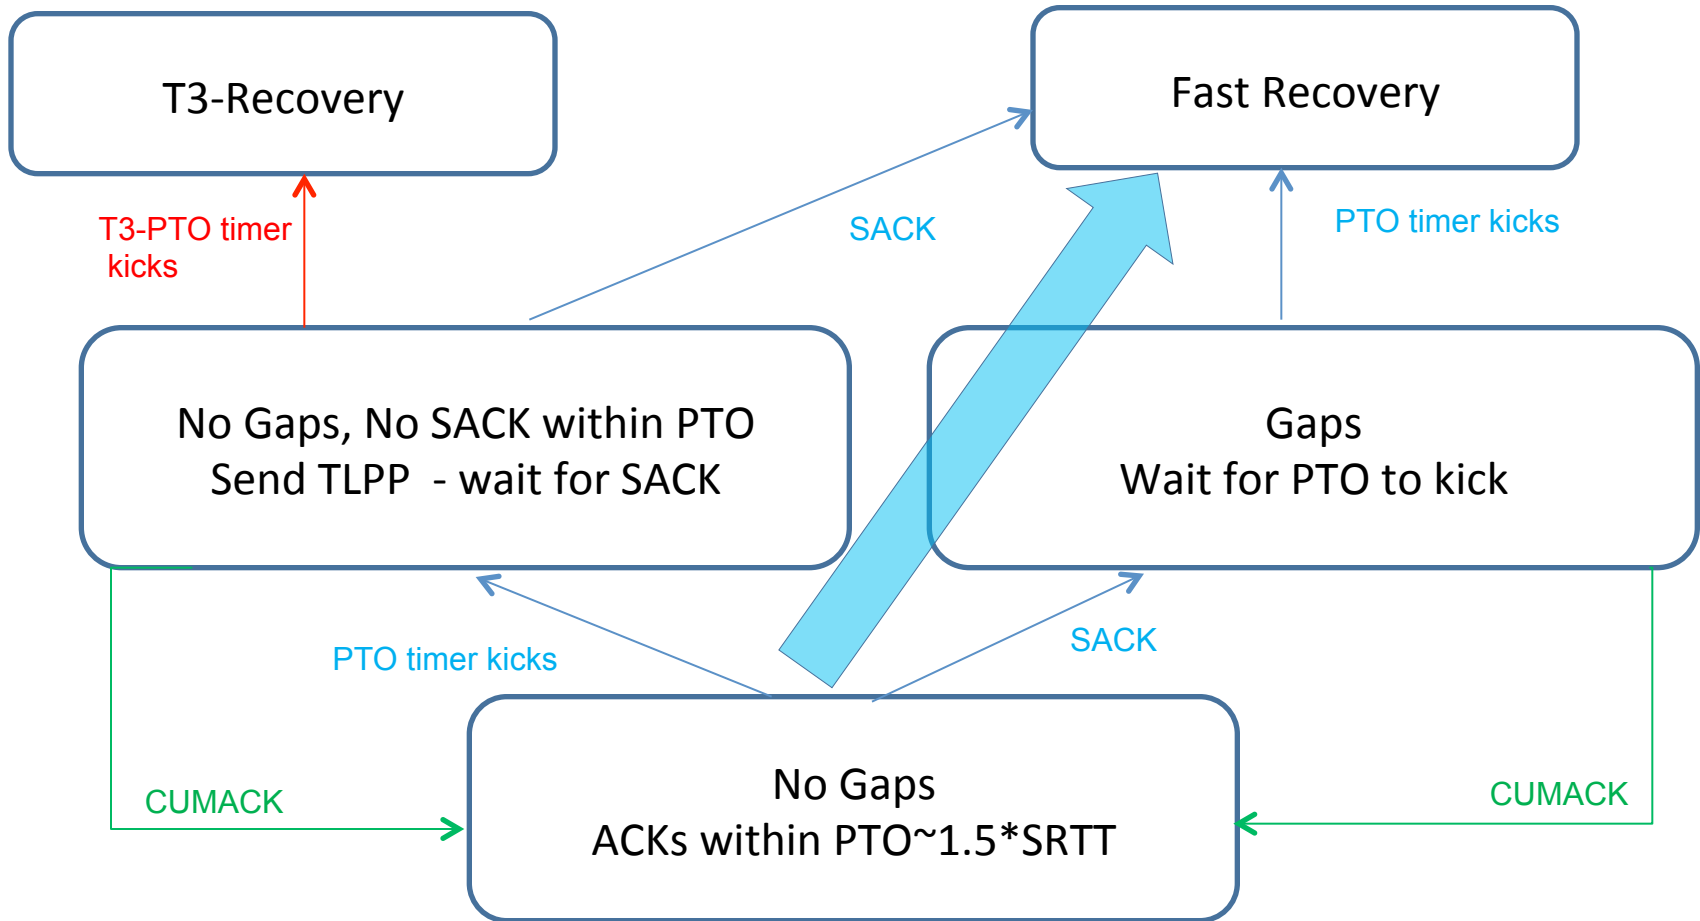 T3-Recovery
Fast Recovery
T3-PTO timer
kicks
SACK
PTO timer kicks
No Gaps, No SACK within PTO
Send TLPP - wait for SACK
Gaps
Wait for PTO to kick
PTO timer kicks
SACK
CUMACK
No Gaps
ACKs within PTO~1.5*SRTT
CUMACK